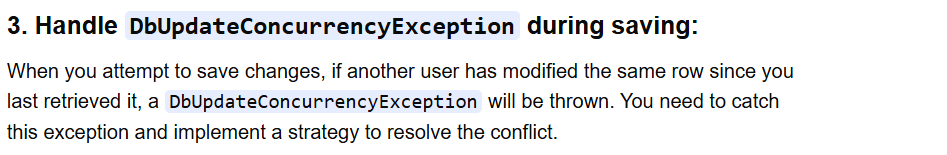 3. Handle DbUpdateConcurrencyException during saving:
When you attempt to save changes, if another user has modified the same row since you
last retrieved it, a DbUpdateConcurrencyException will be thrown. You need to catch
this exception and implement a strategy to resolve the conflict.